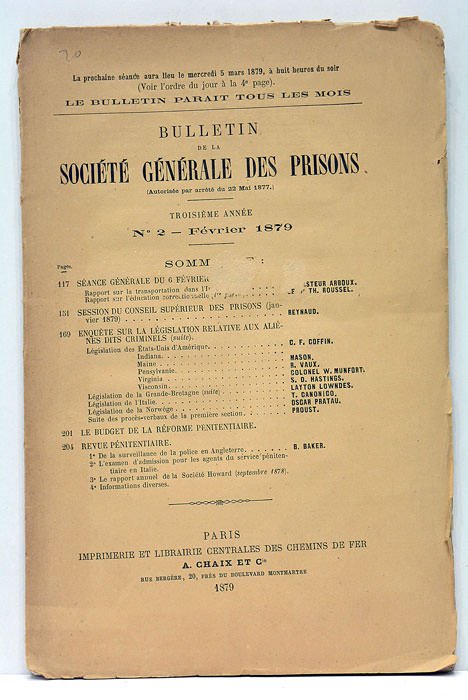 La prochaine séance aura lieu le mercredi 5 mars 1879, à huit heures du soir
(Voir l'ordre du jour à la 4e page).
LE BULLETIN PARAIT TOUS LES MOIS
BULLETIN
DE LA
SOCIÉTÉ GÉNÉRALE DES PRISONS
(Autorisée par arrêté du 22 Mai 1877.)
TROISIÈME ANNÉE
No 2 — Février 1879
SOMM :
Pages.
117 SÉANCE GÉNÉRALE DU 6 FÉVRIER
Rapport sur la transportation dans l'I STEUR ARBOUX.
Rapport sur l'éducation correctionnelle TH. ROUSSEL.
151 SESSION DU CONSEIL SUPÉRIEUR DES PRISONS (jan-
vier 1879) . . . . . REYNAUD.
169 ENQUÊTE SUR LA LÉGISLATION RELATIVE AUX ALIÉ-
NÉS DITS CRIMINELS (suite).
Législation des États-Unis d'Amérique. . . . . C. F. COFFIN.
Indiana. . . . . MASON.
Maine . . . . . R. VAUX.
Pensylvanie. . . . . COLONEL W. MUNFORT.
Virginia . . . . . S. D. HASTINGS.
Visconsin. . . . . LAYTON LOWNDES.
Législation de la Grande-Bretagne (suite) . . . . . T. CANONICO.
Législation de l'Italie. . . . . OSCAR PRATAU.
Législation de la Norwège . . . . . PROUST.
Suite des procès-verbaux de la première section.
201 LE BUDGET DE LA RÉFORME PÉNITENTIAIRE.
204 REVUE PÉNITENTIAIRE.
1o De la surveillance de la police en Angleterre. . . . . B. BAKER.
2o L'examen d'admission pour les agents du service péniten-
tiaire en Italie.
3o Le rapport annuel de la Société Howard (septembre 1878).
4o Informations diverses.
PARIS
IMPRIMERIE ET LIBRAIRIE CENTRALES DES CHEMINS DE FER
A. CHAIX ET Cie
RUE BERGÈRE, 20, PRÈS DU BOULEVARD MONTMARTRE
1879